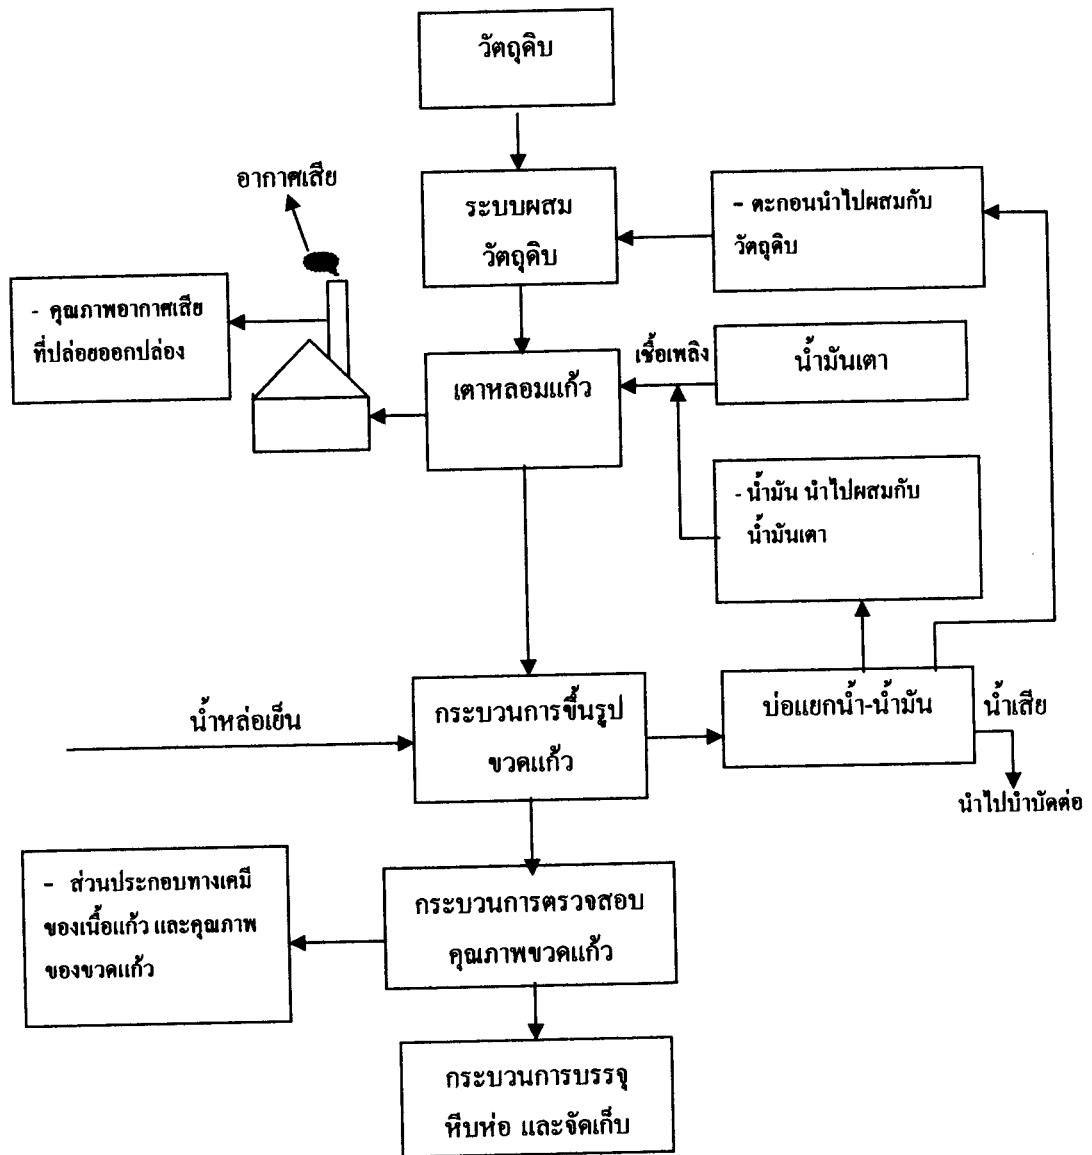 วัตถุดิบ
อากาศเสีย
ระบบผสม
วัตถุดิบ
- ตะกอนนำไปผสมกับ
วัตถุดิบ
- คุณภาพอากาศเสีย
ที่ปล่อยออกปล่อง
เตาหลอมแก้ว
เชื้อเพลิง
น้ำมันเตา
- น้ำมัน นำไปผสมกับ
น้ำมันเตา
น้ำหล่อเย็น
กระบวนการขึ้นรูป
ขวดแก้ว
บ่อแยกน้ำ-น้ำมัน
น้ำเสีย
นำไปบำบัดต่อ
- ส่วนประกอบทางเคมี
ของเนื้อแก้ว และคุณภาพ
ของขวดแก้ว
กระบวนการตรวจสอบ
คุณภาพขวดแก้ว
กระบวนการบรรจุ
หีบห่อ และจัดเก็บ